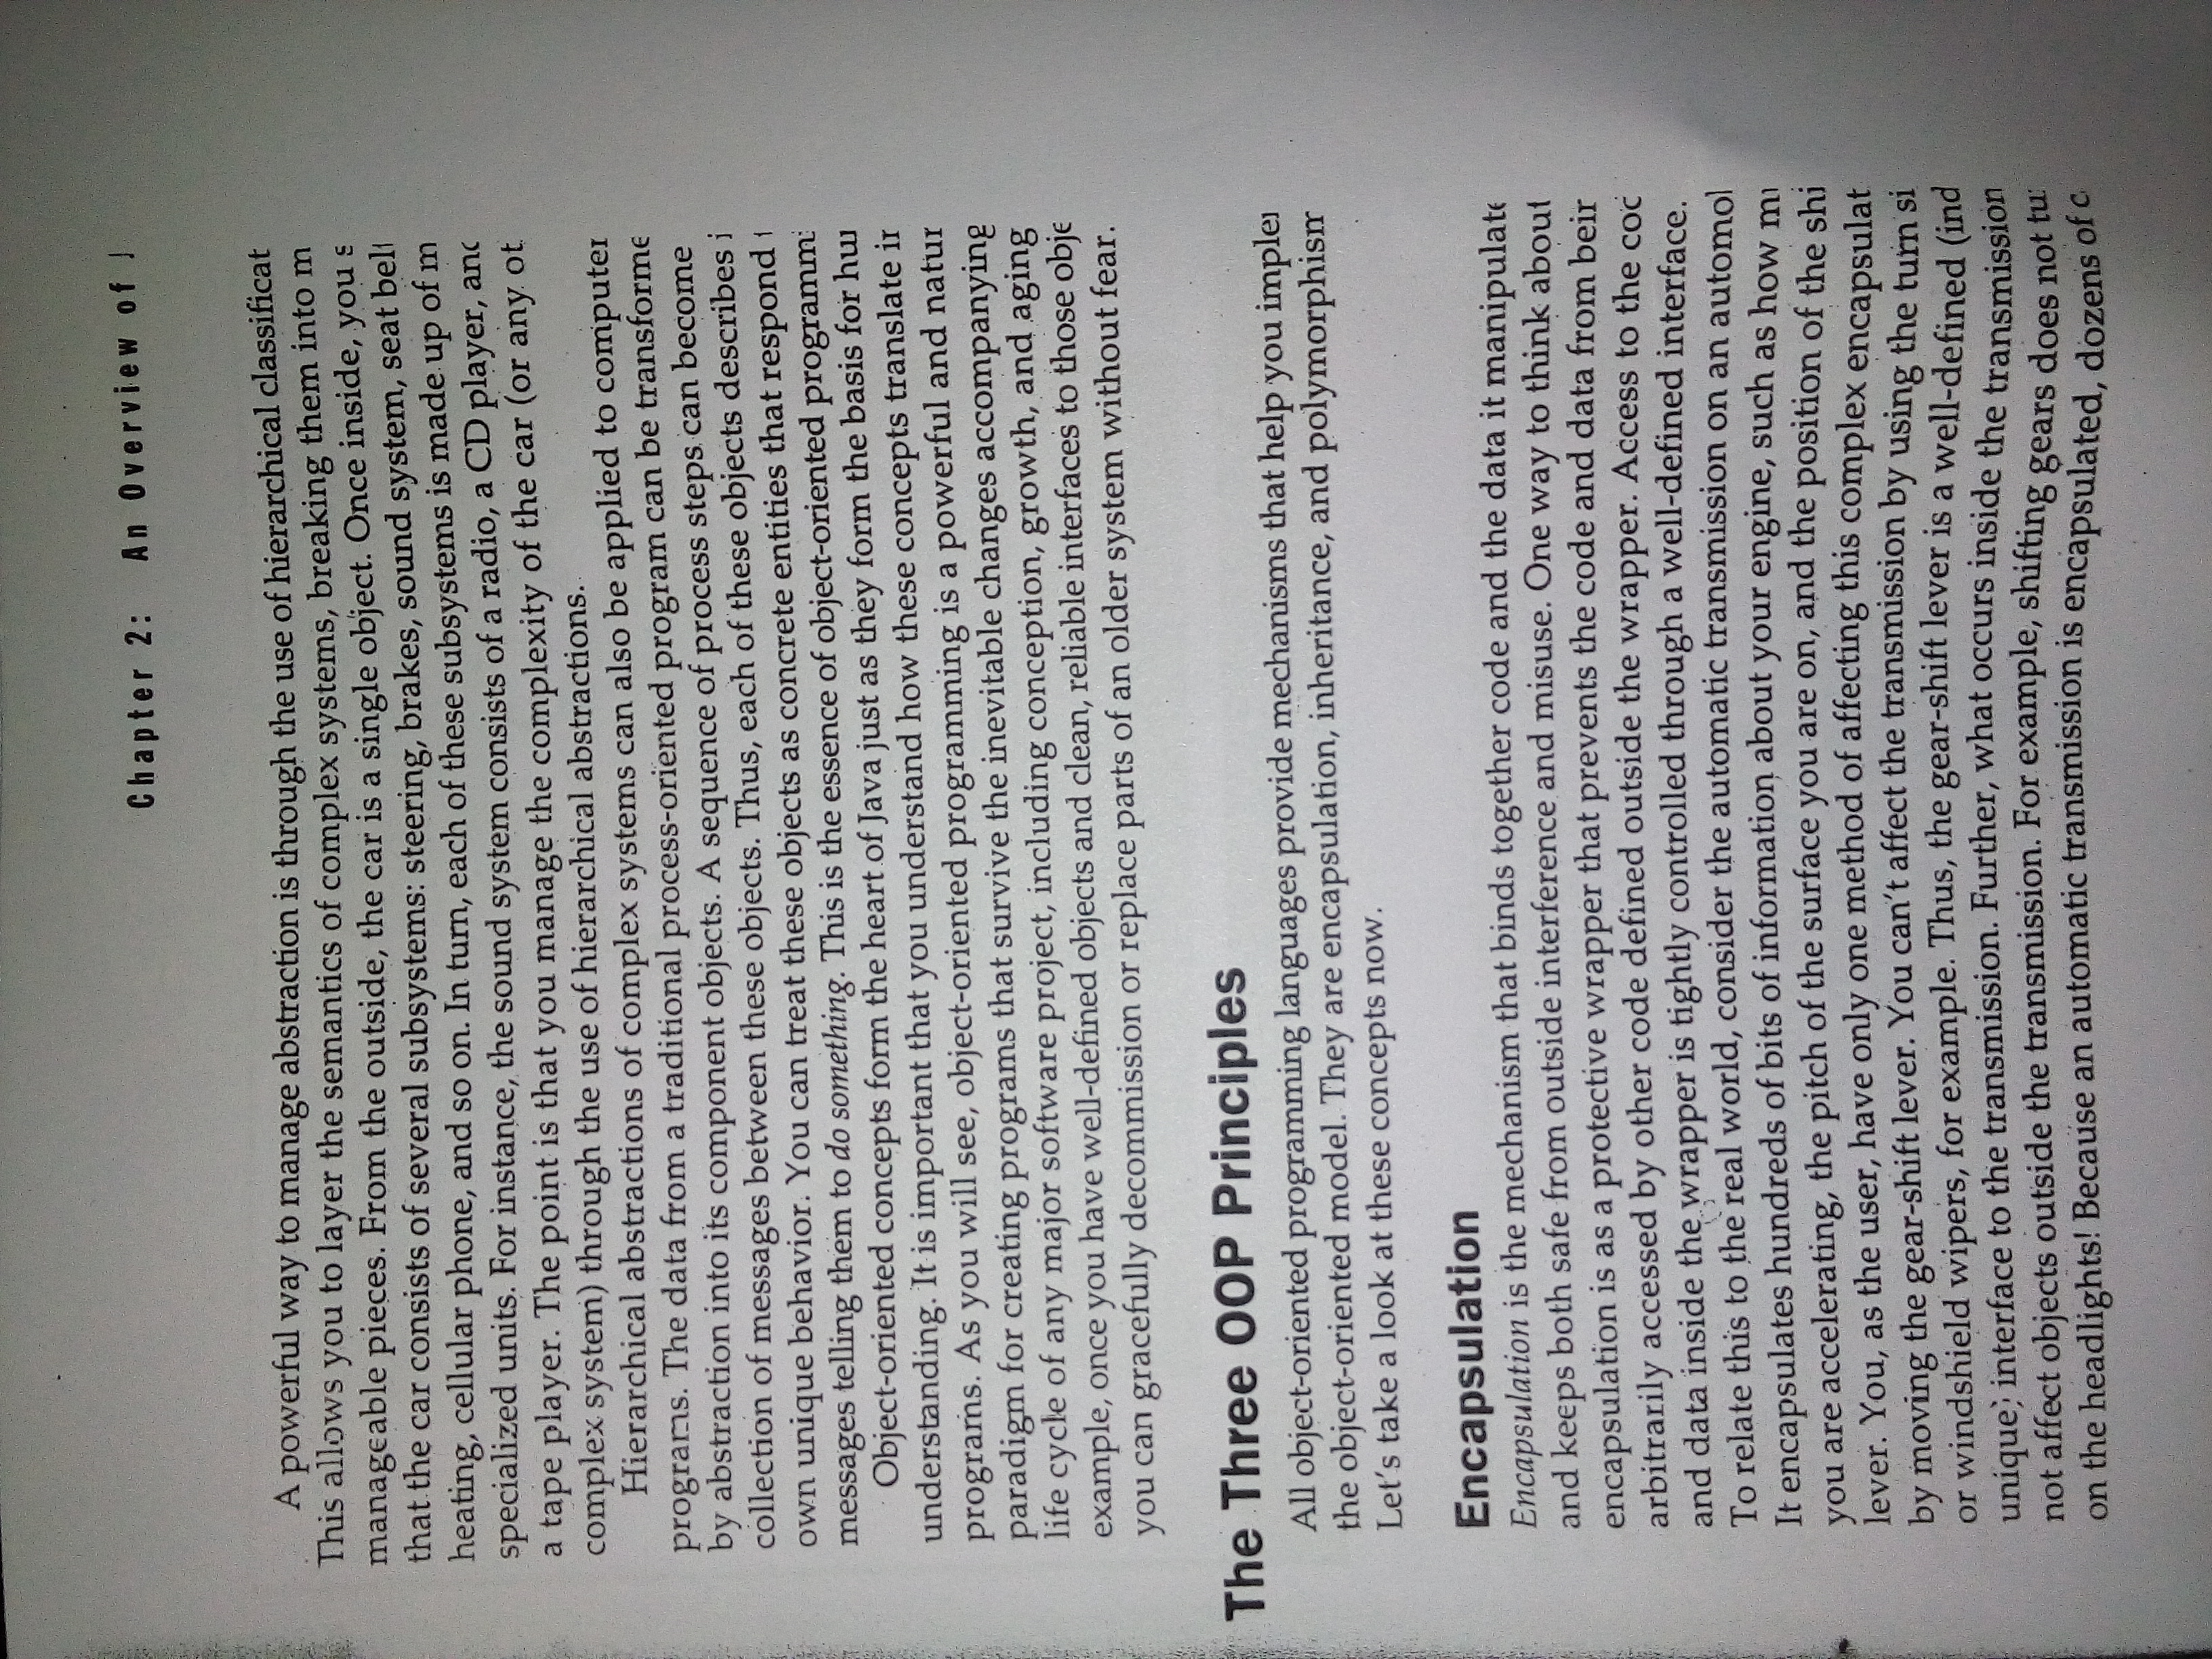 Chapter 2: An Overview of J
A powerful way to manage abstraction is through the use of hierarchical classificat
This allows you to layer the semantics of complex systems, breaking them into m
manageable pieces. From the outside, the car is a single object. Once inside, you s
that the car consists of several subsystems: steering, brakes, sound system, seat belt
heating, cellular phone, and so on. In turn, each of these subsystems is made up of m
specialized units. For instance, the sound system consists of a radio, a CD player, and
a tape player. The point is that you manage the complexity of the car (or any ot
complex system) through the use of hierarchical abstractions.
Hierarchical abstractions of complex systems can also be applied to computer
programs. The data from a traditional process-oriented program can be transforme
by abstraction into its component objects. A sequence of process steps can become
collection of messages between these objects. Thus, each of these objects describes i
own unique behavior. You can treat these objects as concrete entities that respond t
messages telling them to do something. This is the essence of object-oriented programmi
Object-oriented concepts form the heart of Java just as they form the basis for hu
understanding. It is important that you understand how these concepts translate in
programs. As you will see, object-oriented programming is a powerful and natur
paradigm for creating programs that survive the inevitable changes accompanying
life cycle of any major software project, including conception, growth, and aging
example, once you have well-defined objects and clean, reliable interfaces to those obje
you can gracefully decommission or replace parts of an older system without fear.
The Three OOP Principles
All object-oriented programming languages provide mechanisms that help you implem
the object-oriented model. They are encapsulation, inheritance, and polymorphism
Let's take a look at these concepts now.
Encapsulation
Encapsulation is the mechanism that binds together code and the data it manipulate
and keeps both safe from outside interference and misuse. One way to think about
encapsulation is as a protective wrapper that prevents the code and data from bein
arbitrarily accessed by other code defined outside the wrapper. Access to the cod
and data inside the wrapper is tightly controlled through a well-defined interface.
To relate this to the real world, consider the automatic transmission on an automob
It encapsulates hundreds of bits of information about your engine, such as how mu
you are accelerating, the pitch of the surface you are on, and the position of the shi
lever. You, as the user, have only one method of affecting this complex encapsulat
by moving the gear-shift lever. You can't affect the transmission by using the turn si
or windshield wipers, for example. Thus, the gear-shift lever is a well-defined (ind
unique) interface to the transmission. Further, what occurs inside the transmission
not affect objects outside the transmission. For example, shifting gears does not tu
on the headlights! Because an automatic transmission is encapsulated, dozens of c